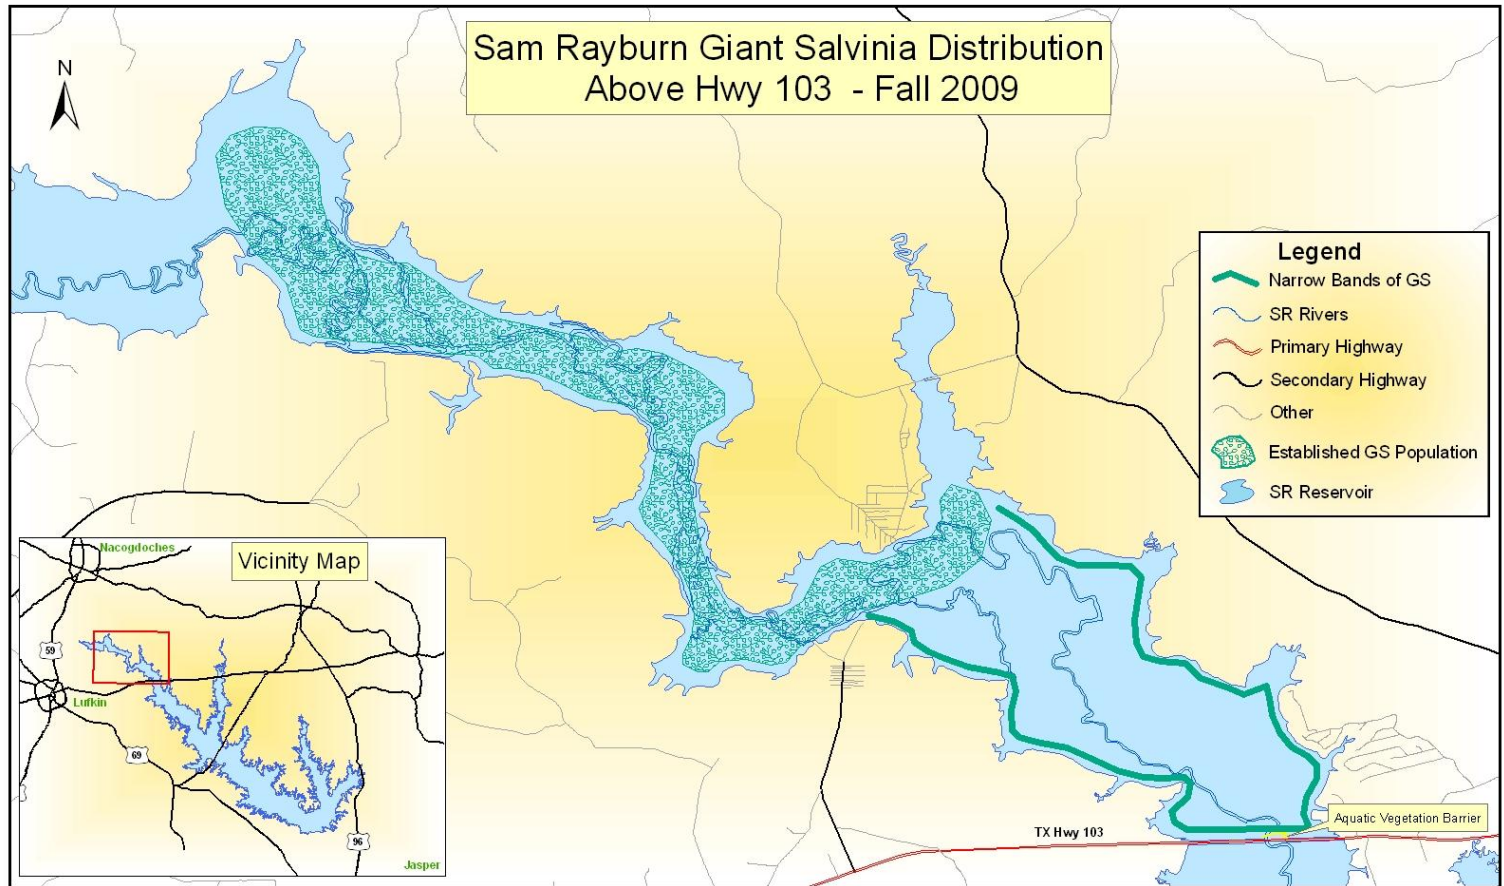 Sam Rayburn Giant Salvinia Distribution
Above Hwy 103 - Fall 2009
N
Legend
Narrow Bands of GS
SR Rivers
Primary Highway
Secondary Highway
Other
Established GS Population
SR Reservoir
Vicinity Map
Nacogdoches
59
Lufkin
69
96
Jasper
Aquatic Vegetation Barrier
TX Hwy 103